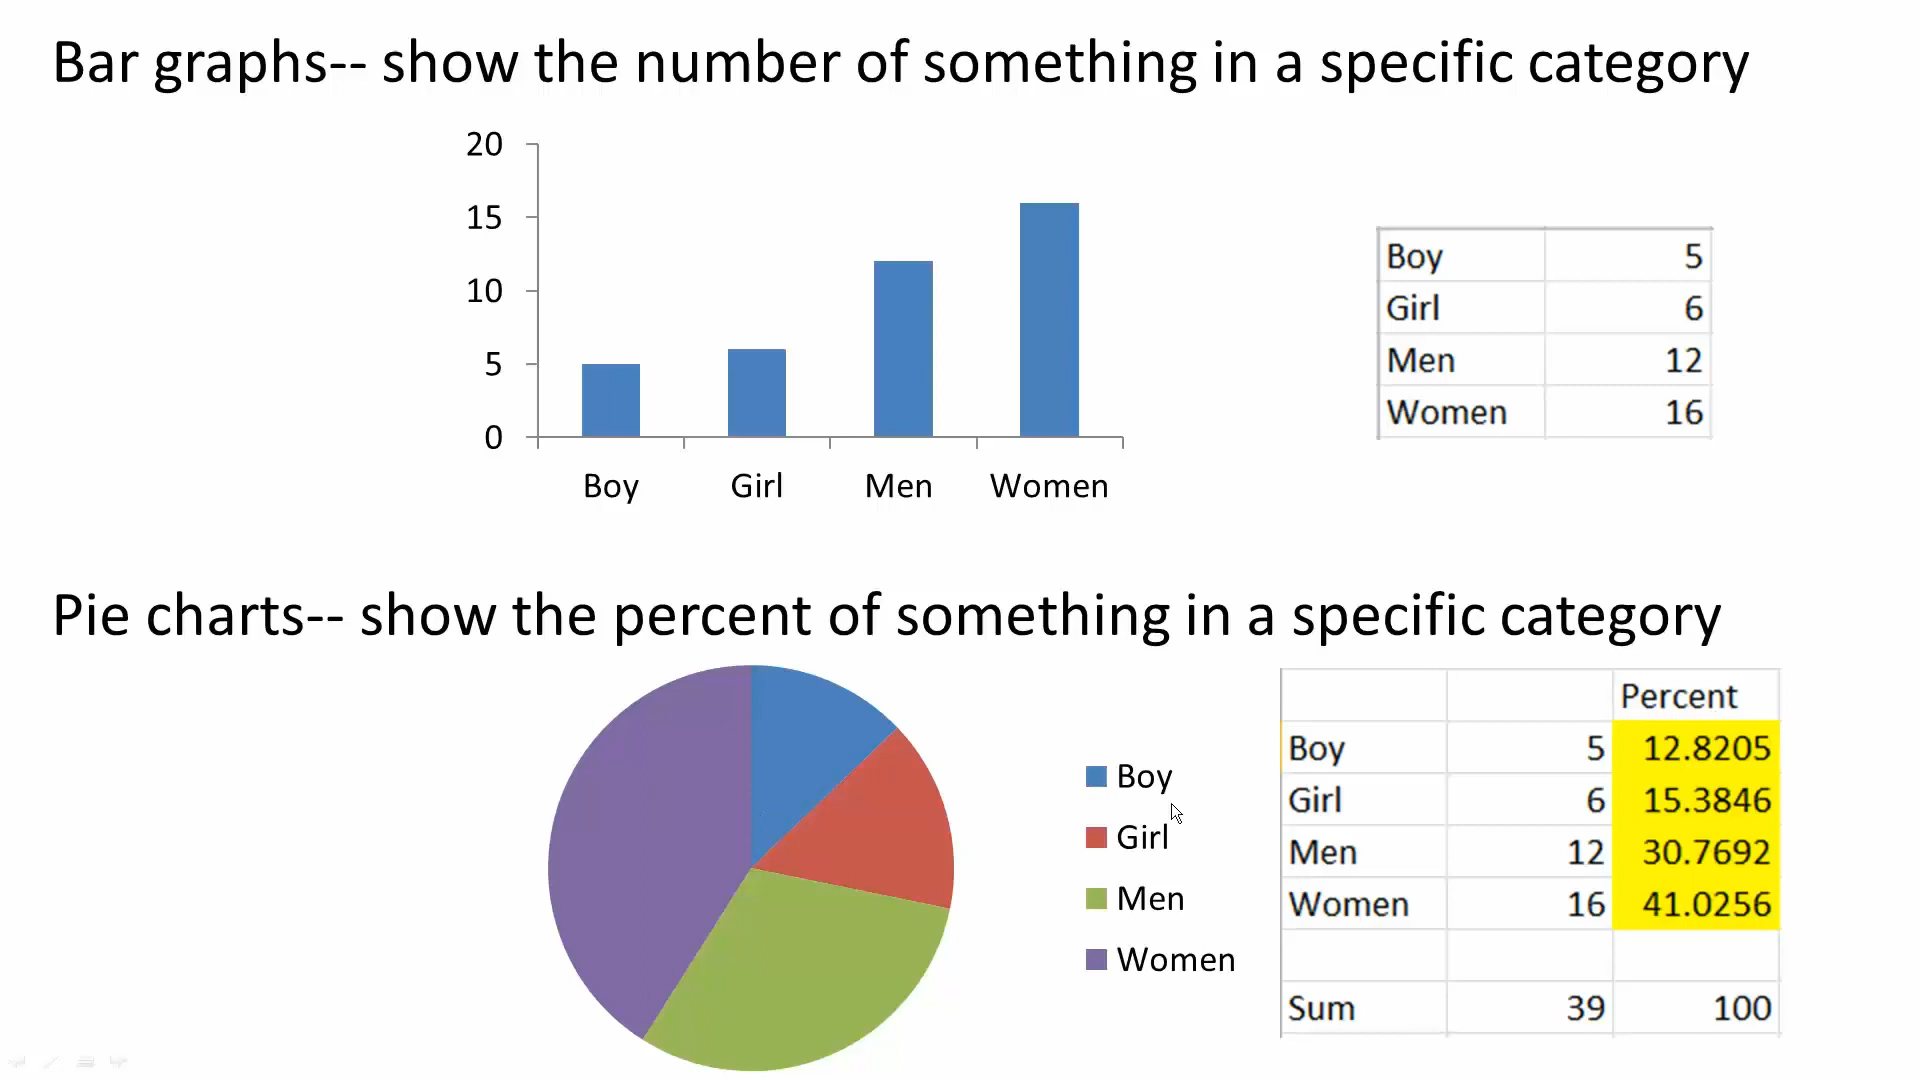 Bar graphs-- show the number of something in a specific category
20
15
10
5
0
Boy Girl Men Women
Boy 5
Girl 6
Men 12
Women 16
Pie charts-- show the percent of something in a specific category
Boy
Girl
Men
Women
Percent
Boy 5 12.8205
Girl 6 15.3846
Men 12 30.7692
Women 16 41.0256
Sum 39 100